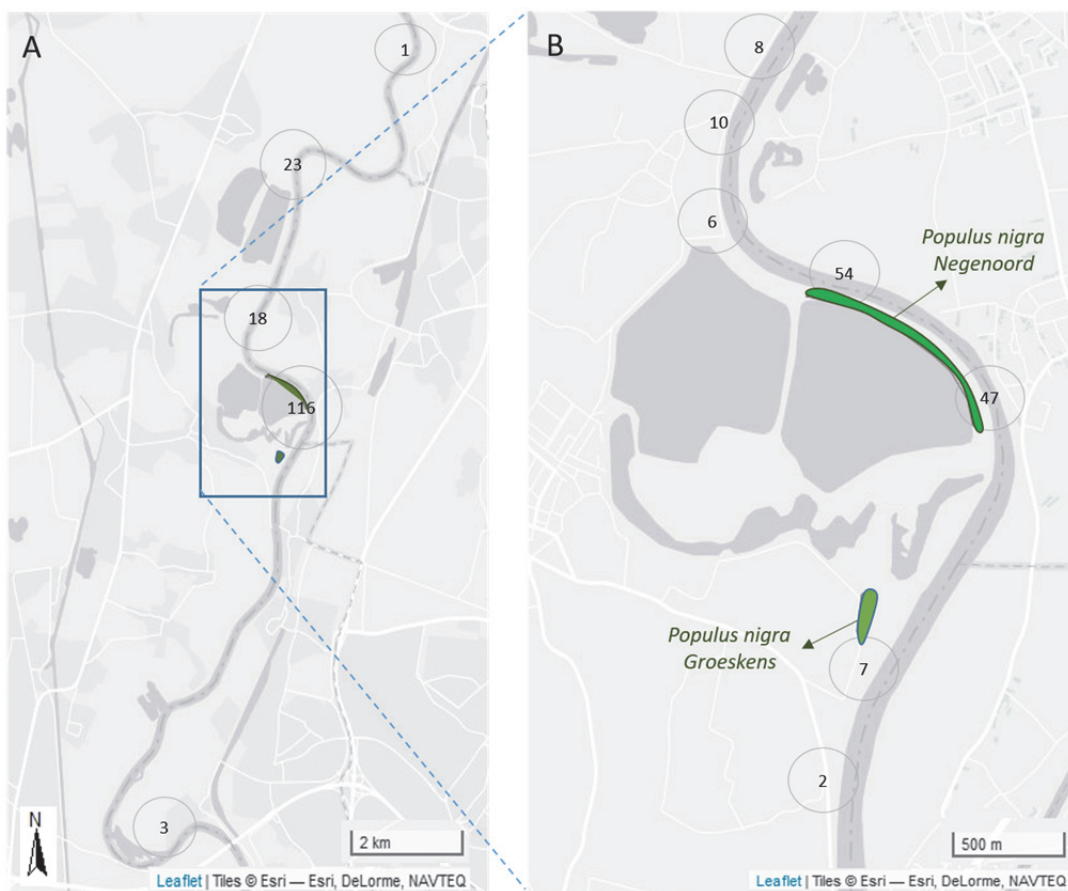 A
1
23
18
116
3
N
2 km
Leaflet | Tiles © Esri — Esri, DeLorme, NAVTEQ
B
8
10
6
54
Populus nigra
Negenoord
47
Populus nigra
Groeskens
7
2
500 m
Leaflet | Tiles © Esri — Esri, DeLorme, NAVTEQ